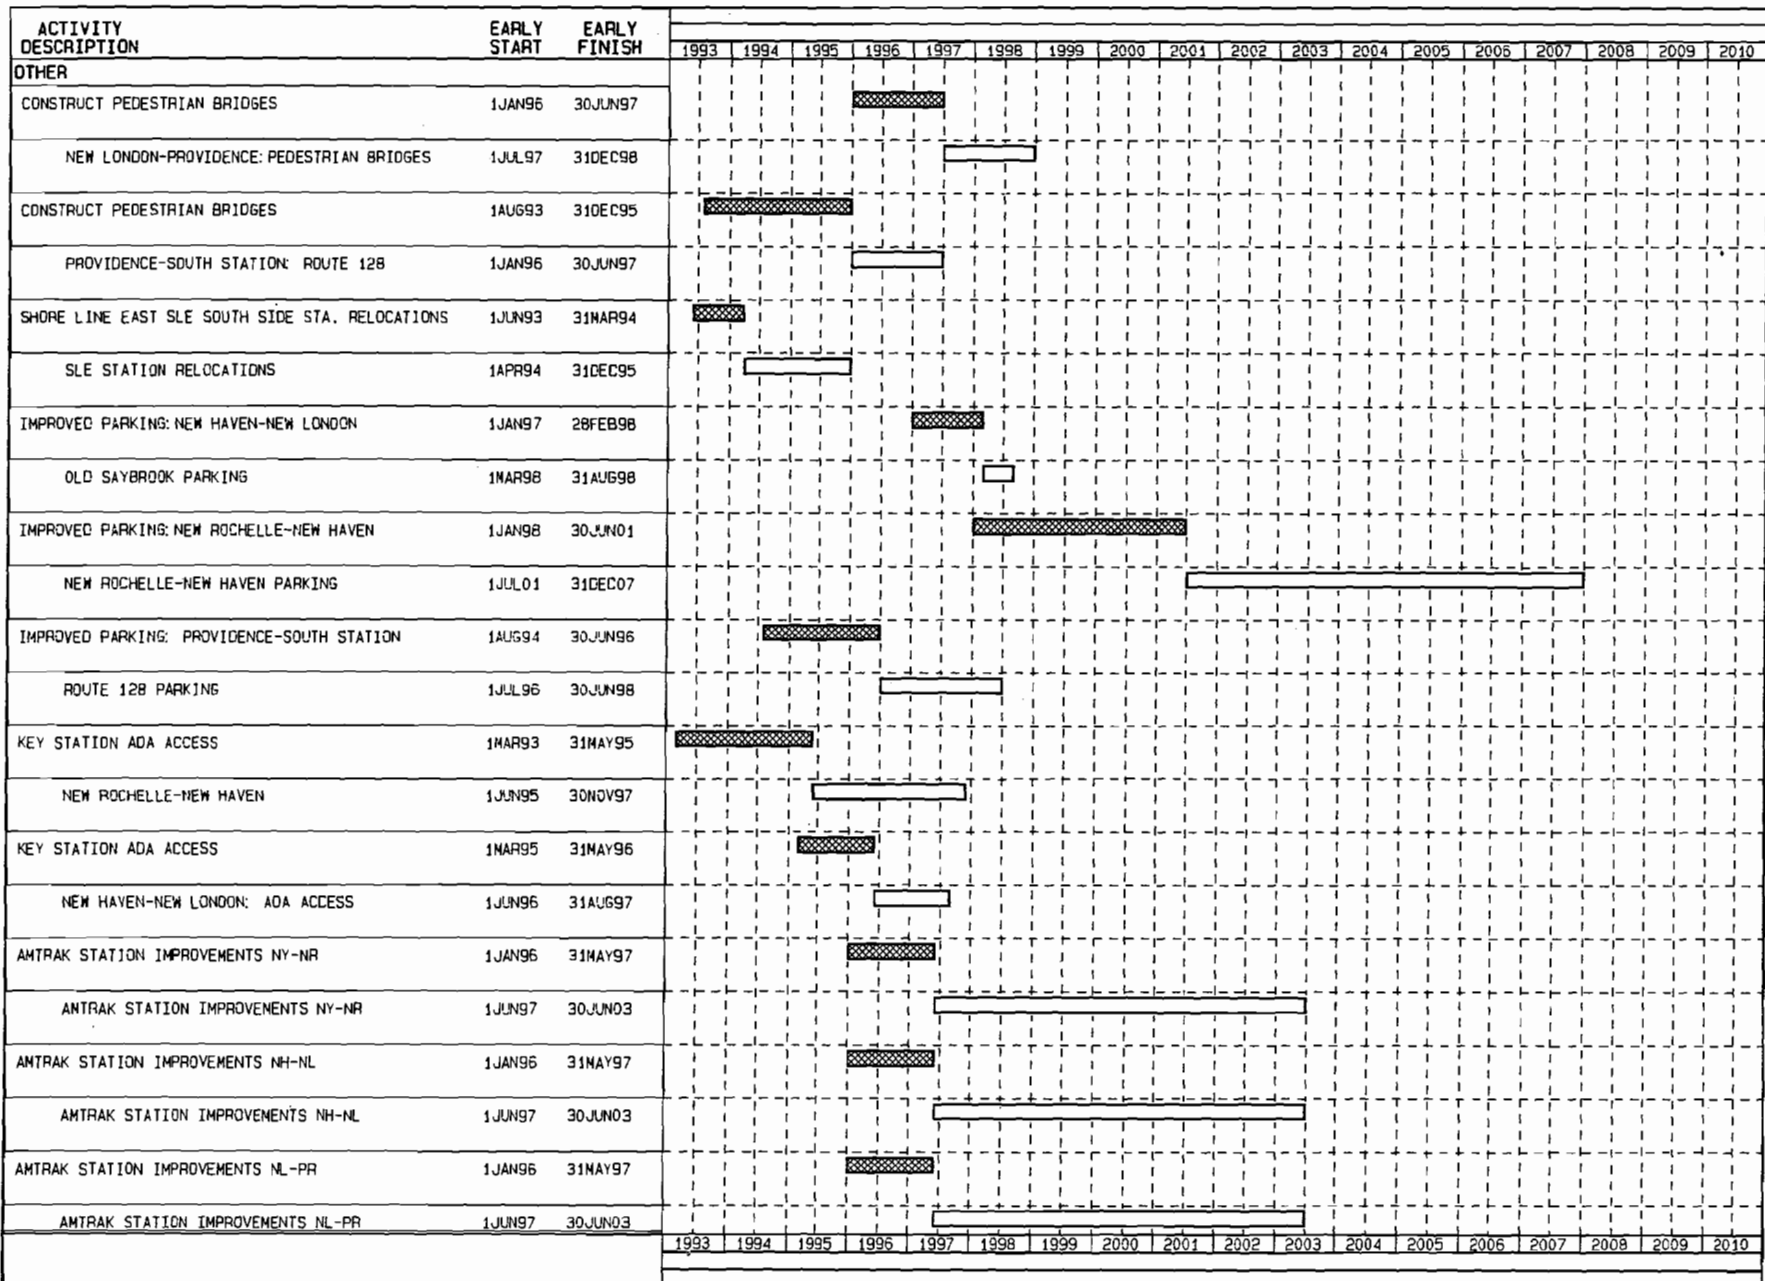 ACTIVITY DESCRIPTION EARLY START EARLY FINISH
1993 1994 1995 1996 1997 1998 1999 2000 2001 2002 2003 2004 2005 2006 2007 2008 2009 2010
OTHER
CONSTRUCT PEDESTRIAN BRIDGES 1JAN96 30JUN97
NEW LONDON-PROVIDENCE: PEDESTRIAN BRIDGES 1JUL97 31DEC98
CONSTRUCT PEDESTRIAN BRIDGES 1AUG93 31DEC95
PROVIDENCE-SOUTH STATION: ROUTE 128 1JAN96 30JUN97
SHORE LINE EAST SLE SOUTH SIDE STA. RELOCATIONS 1JUN93 31MAR94
SLE STATION RELOCATIONS 1APR94 31DEC95
IMPROVED PARKING: NEW HAVEN-NEW LONDON 1JAN97 28FEB98
OLD SAYBROOK PARKING 1MAR98 31AUG98
IMPROVED PARKING: NEW ROCHELLE-NEW HAVEN 1JAN98 30JUN01
NEW ROCHELLE-NEW HAVEN PARKING 1JUL01 31DEC07
IMPROVED PARKING: PROVIDENCE-SOUTH STATION 1AUG94 30JUN96
ROUTE 128 PARKING 1JUL96 30JUN98
KEY STATION ADA ACCESS 1MAR93 31MAY95
NEW ROCHELLE-NEW HAVEN 1JUN95 30NOV97
KEY STATION ADA ACCESS 1MAR95 31MAY96
NEW HAVEN-NEW LONDON: ADA ACCESS 1JUN96 31AUG97
AMTRAK STATION IMPROVEMENTS NY-NR 1JAN96 31MAY97
AMTRAK STATION IMPROVEMENTS NY-NR 1JUN97 30JUN03
AMTRAK STATION IMPROVEMENTS NH-NL 1JAN96 31MAY97
AMTRAK STATION IMPROVEMENTS NH-NL 1JUN97 30JUN03
AMTRAK STATION IMPROVEMENTS NL-PR 1JAN96 31MAY97
AMTRAK STATION IMPROVEMENTS NL-PR 1JUN97 30JUN03
1993 1994 1995 1996 1997 1998 1999 2000 2001 2002 2003 2004 2005 2006 2007 2008 2009 2010